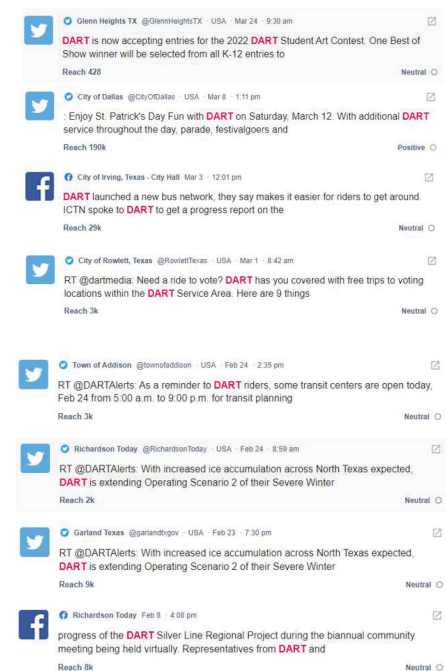 Glenn Heights TX @GlennHeightsTX · USA · Mar 24 · 9:30 am
DART is now accepting entries for the 2022 DART Student Art Contest. One Best of
Show winner will be selected from all K-12 entries to
Reach 428 Neutral
City of Dallas @CityOfDallas · USA · Mar 8 · 1:11 pm
: Enjoy St. Patrick's Day Fun with DART on Saturday, March 12. With additional DART
service throughout the day, parade, festivalgoers and
Reach 190k Positive
City of Irving, Texas - City Hall Mar 3 · 12:01 pm
DART launched a new bus network, they say makes it easier for riders to get around.
ICTN spoke to DART to get a progress report on the
Reach 29k Neutral
City of Rowlett, Texas @RowlettTexas · USA · Mar 1 · 8:42 am
RT @dartmedia: Need a ride to vote? DART has you covered with free trips to voting
locations within the DART Service Area. Here are 9 things
Reach 3k Neutral
Town of Addison @townofaddison · USA · Feb 24 · 2:35 pm
RT @DARTAlerts: As a reminder to DART riders, some transit centers are open today,
Feb 24 from 5:00 a.m. to 9:00 p.m. for transit planning
Reach 3k Neutral
Richardson Today @RichardsonToday · USA · Feb 24 · 8:59 am
RT @DARTAlerts: With increased ice accumulation across North Texas expected,
DART is extending Operating Scenario 2 of their Severe Winter
Reach 2k Neutral
Garland Texas @garlandtxgov · USA · Feb 23 · 7:30 pm
RT @DARTAlerts: With increased ice accumulation across North Texas expected,
DART is extending Operating Scenario 2 of their Severe Winter
Reach 9k Neutral
Richardson Today Feb 8 · 4:08 pm
progress of the DART Silver Line Regional Project during the biannual community
meeting being held virtually. Representatives from DART and
Reach 8k Neutral